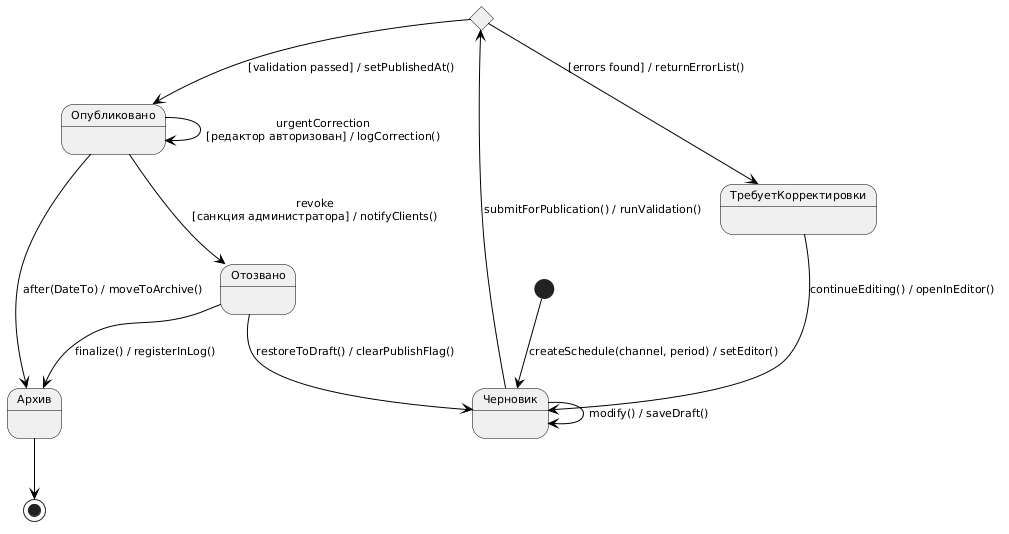 [validation passed] / setPublishedAt()
[errors found] / returnErrorList()
Опубликовано
urgentCorrection
[редактор авторизован] / logCorrection()
ТребуетКорректировки
revoke
[санкция администратора] / notifyClients()
submitForPublication() / runValidation()
Отозвано
after(DateTo) / moveToArchive()
continueEditing() / openInEditor()
finalize() / registerInLog()
restoreToDraft() / clearPublishFlag()
createSchedule(channel, period) / setEditor()
Архив
Черновик
modify() / saveDraft()